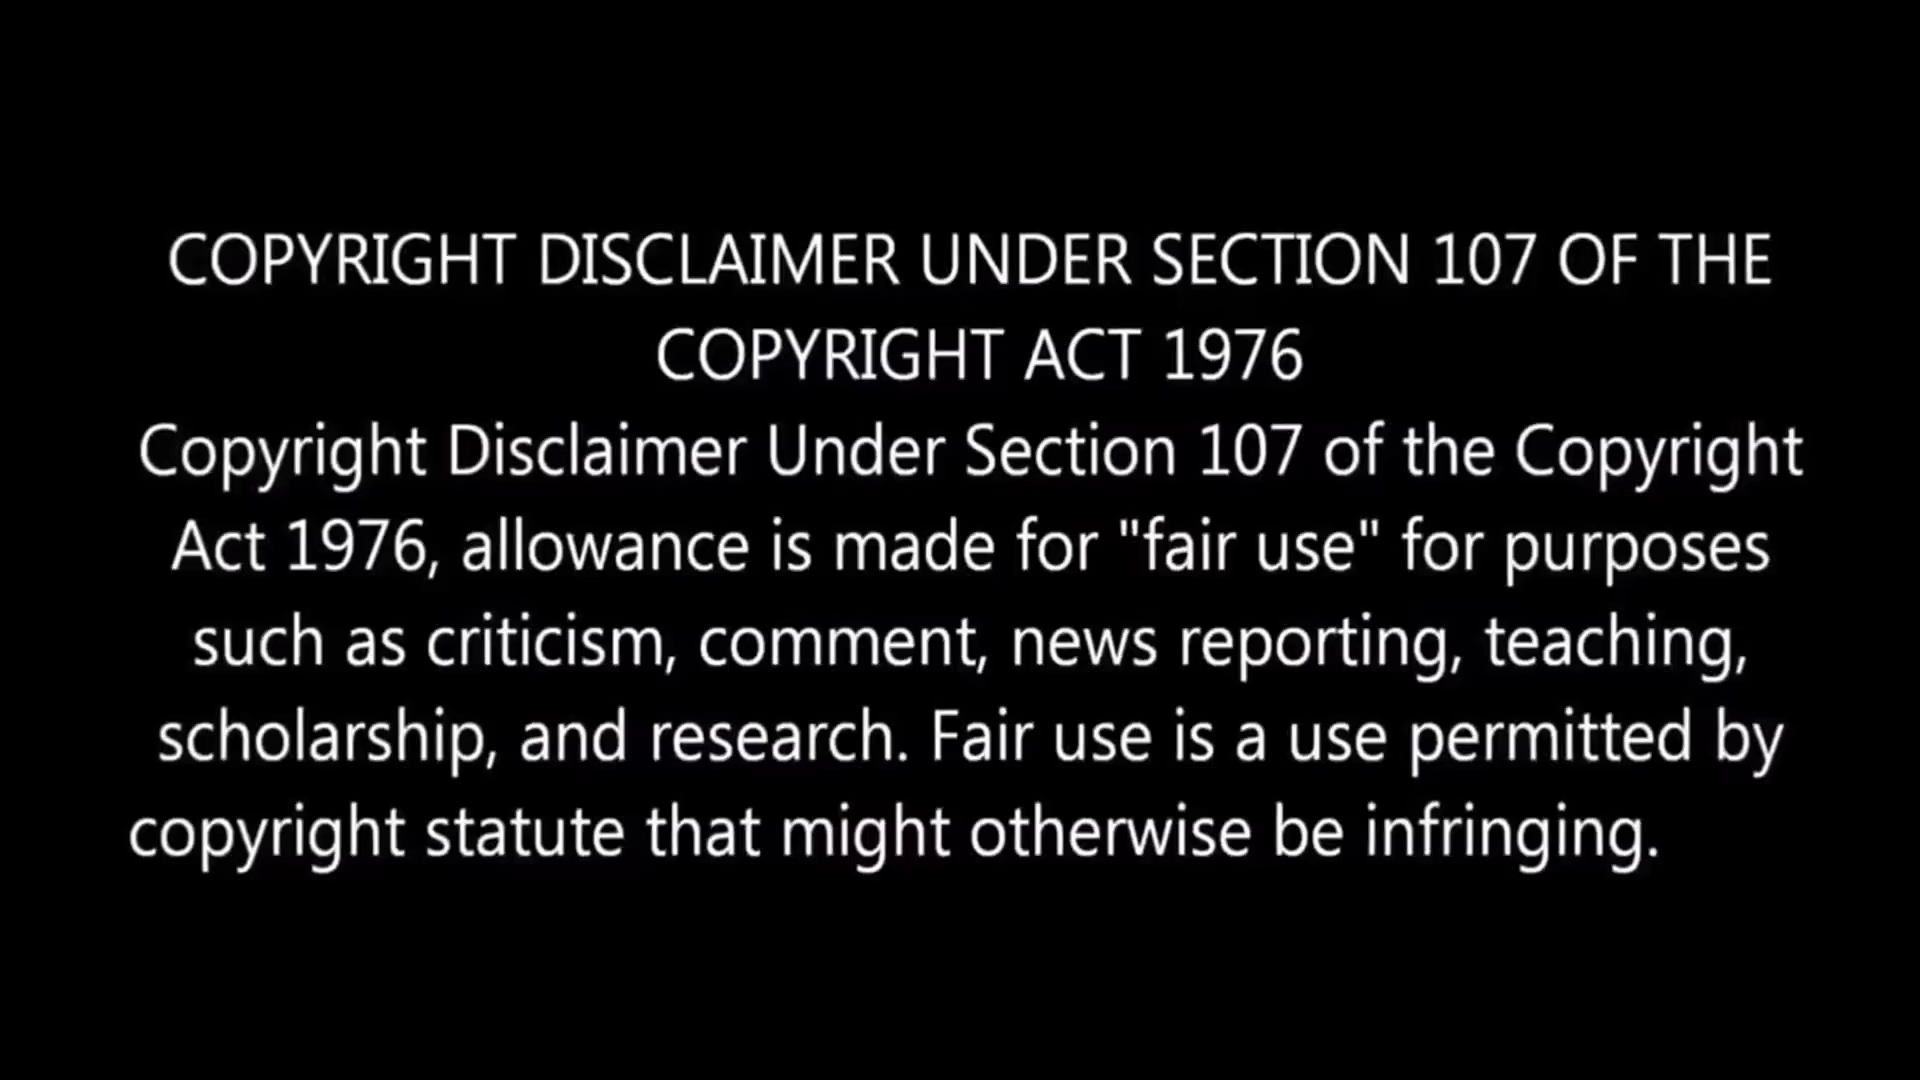 COPYRIGHT DISCLAIMER UNDER SECTION 107 OF THE
COPYRIGHT ACT 1976
Copyright Disclaimer Under Section 107 of the Copyright
Act 1976, allowance is made for "fair use" for purposes
such as criticism, comment, news reporting, teaching,
scholarship, and research. Fair use is a use permitted by
copyright statute that might otherwise be infringing.